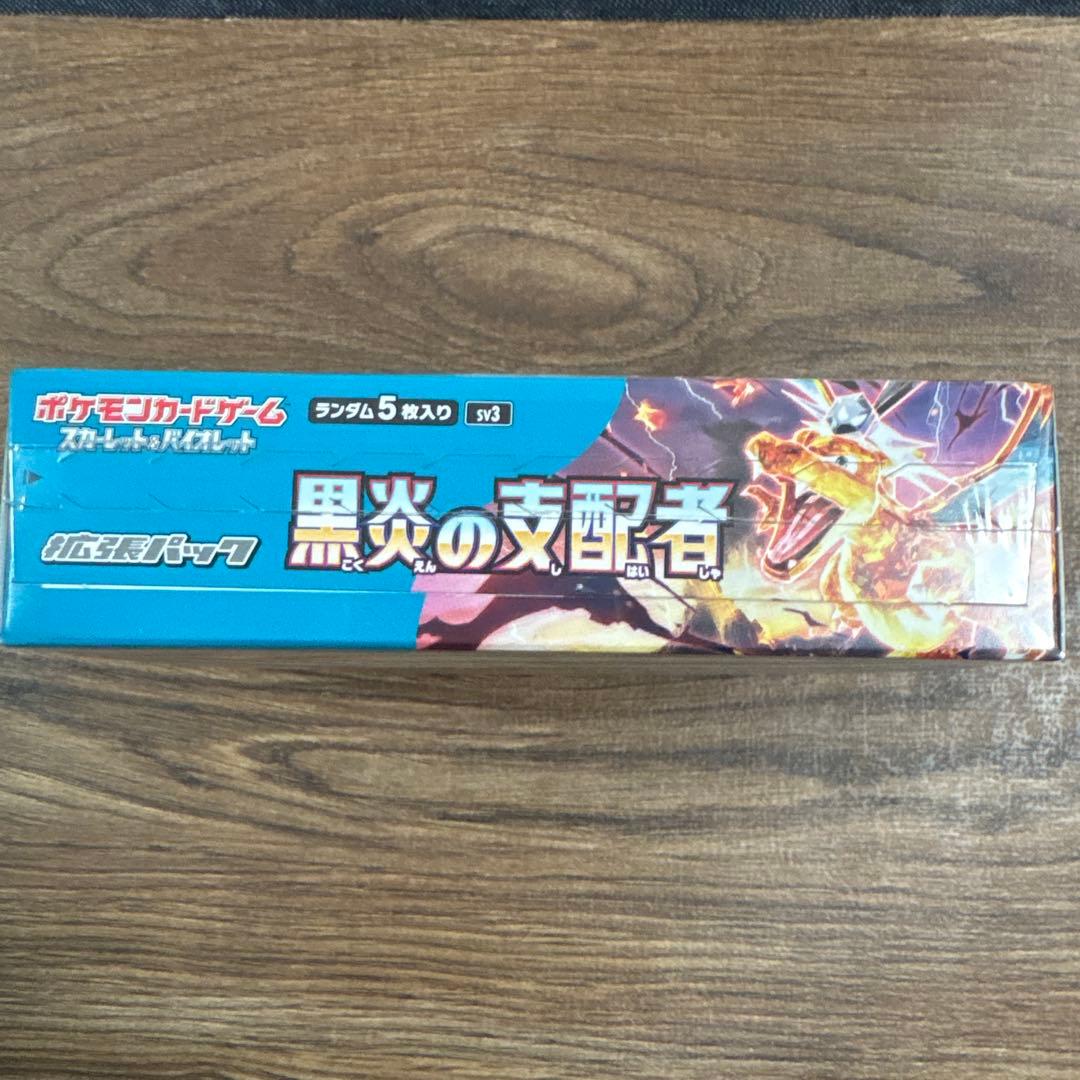 ポケモンカードゲーム
スカーレット&バイオレット
ランダム5枚入り SV3
拡張パック
黒炎の支配者
こく えん し はい しゃ